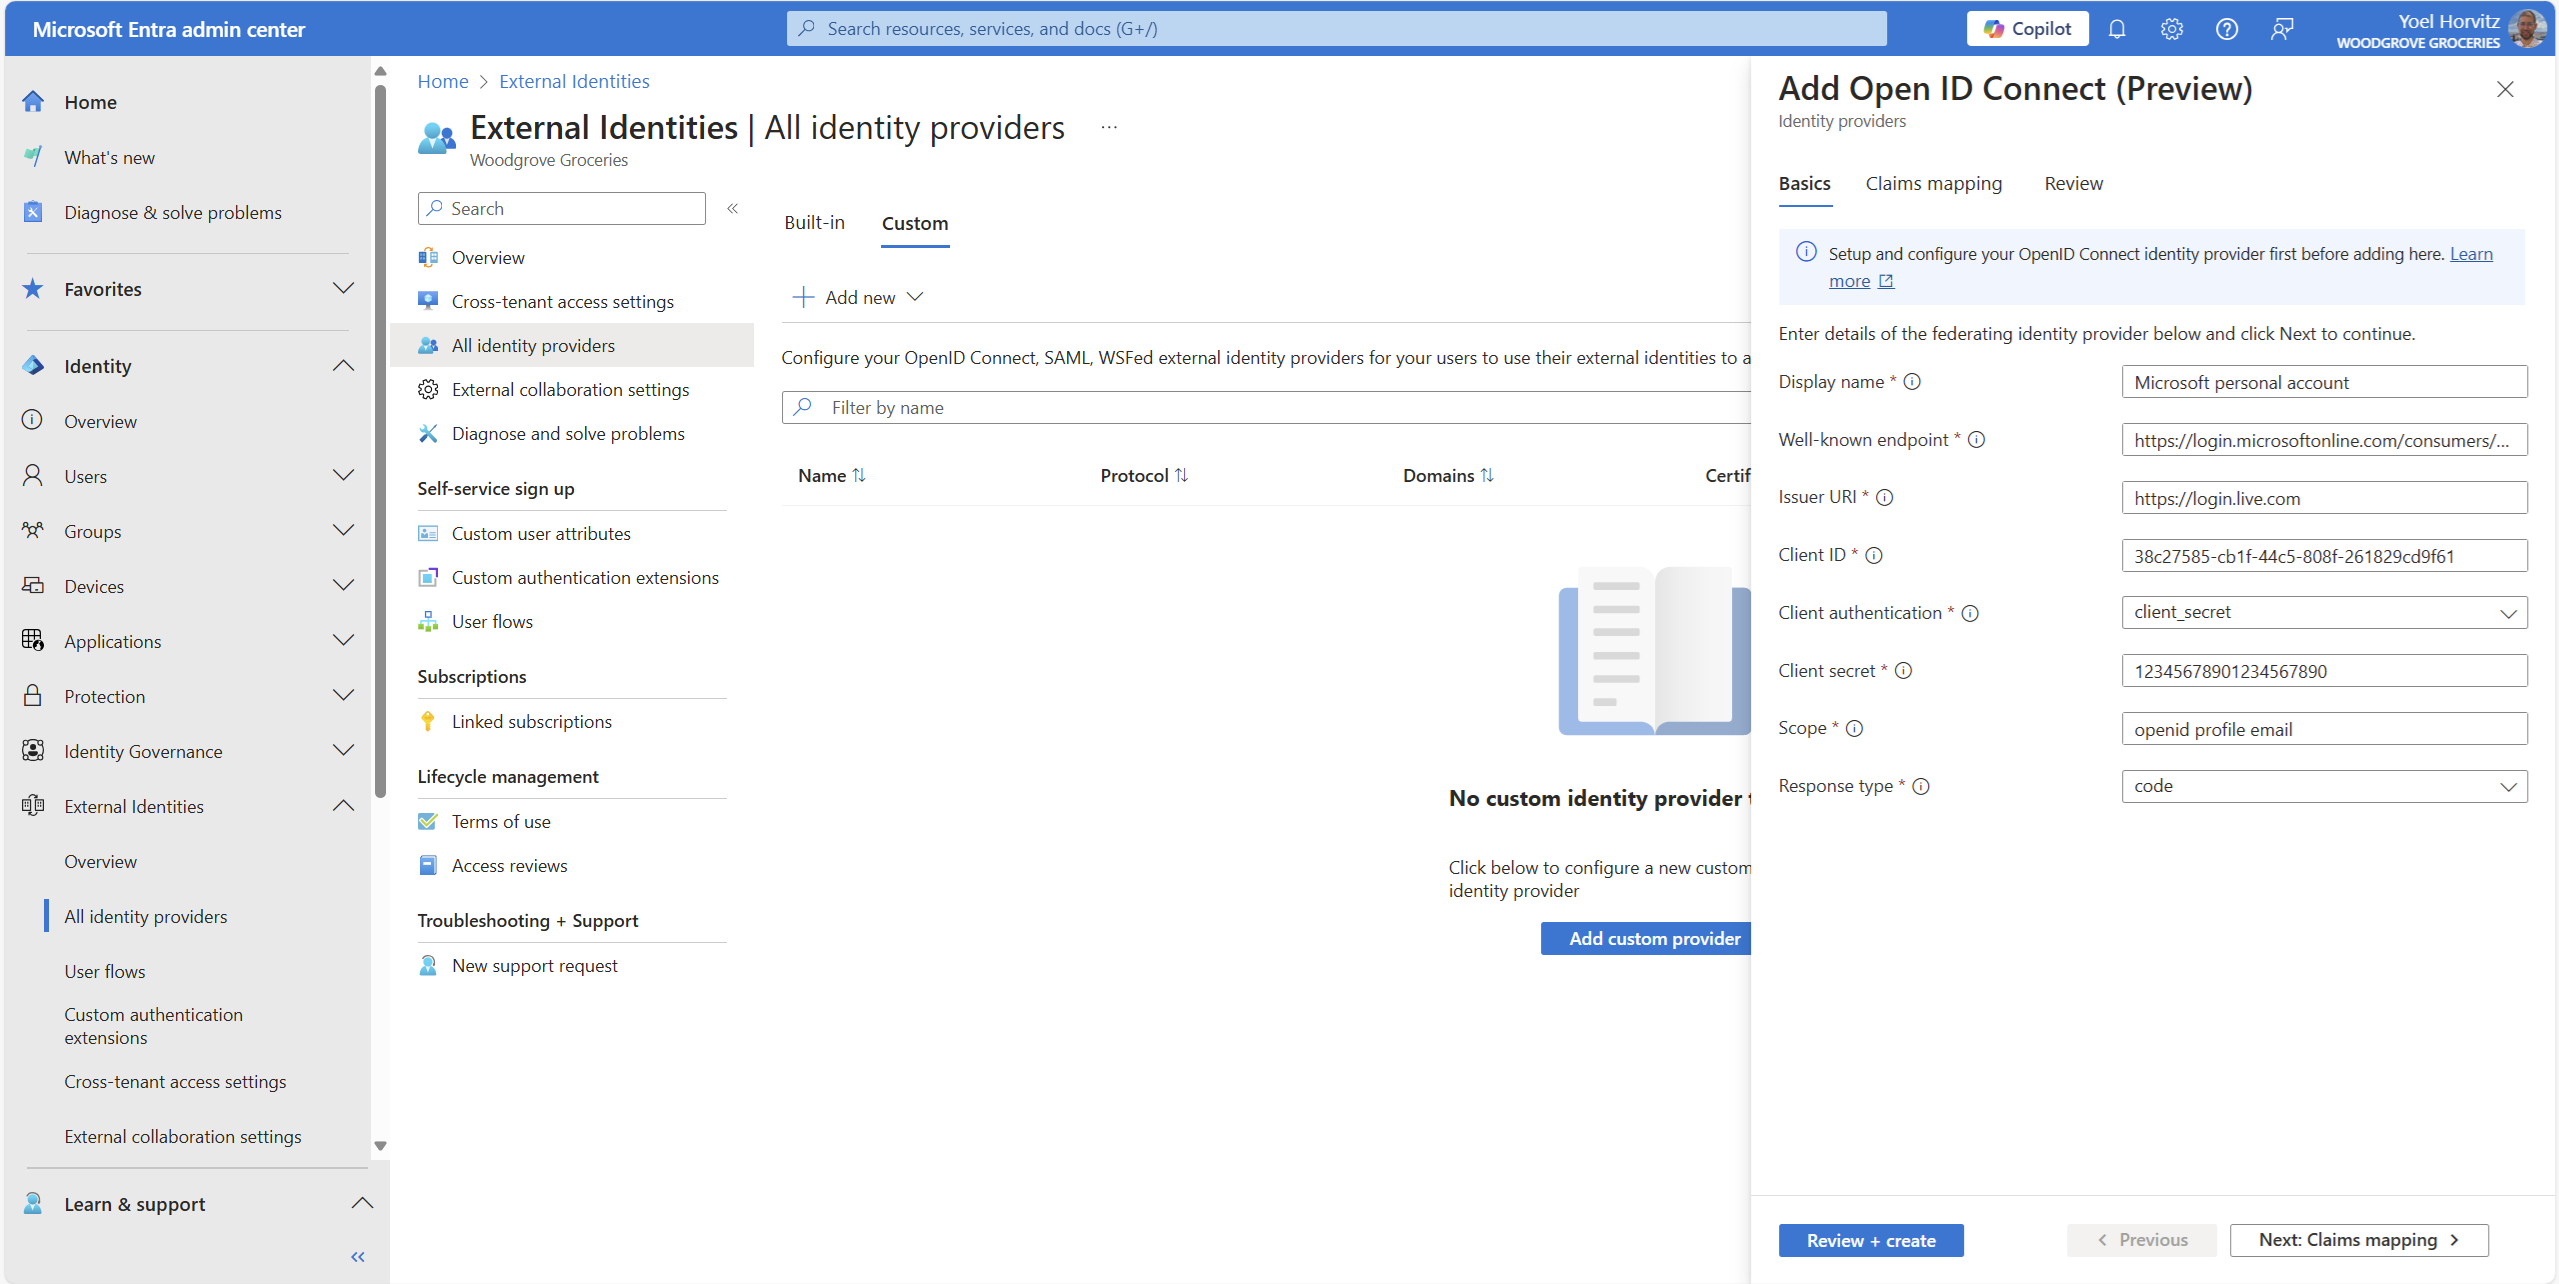 Microsoft Entra admin center
Search resources, services, and docs (G+/)
Copilot
Yoel Horvitz
WOODGROVE GROCERIES
Home
What's new
Diagnose & solve problems
Favorites
Identity
Overview
Users
Groups
Devices
Applications
Protection
Identity Governance
External Identities
Overview
All identity providers
User flows
Custom authentication
extensions
Cross-tenant access settings
External collaboration settings
Learn & support
Home > External Identities
External Identities | All identity providers
Woodgrove Groceries
Search
Overview
Cross-tenant access settings
All identity providers
External collaboration settings
Diagnose and solve problems
Self-service sign up
Custom user attributes
Custom authentication extensions
User flows
Subscriptions
Linked subscriptions
Lifecycle management
Terms of use
Access reviews
Troubleshooting + Support
New support request
Built-in
Custom
Add new
Configure your OpenID Connect, SAML, WSFed external identity providers for your users to use their external identities to a
Filter by name
Name
Protocol
Domains
Certif
No custom identity provider
Click below to configure a new custom
identity provider
Add custom provider
Add Open ID Connect (Preview)
Identity providers
Basics
Claims mapping
Review
Setup and configure your OpenID Connect identity provider first before adding here. Learn
more
Enter details of the federating identity provider below and click Next to continue.
Display name *
Microsoft personal account
Well-known endpoint *
https://login.microsoftonline.com/consumers/...
Issuer URI *
https://login.live.com
Client ID *
38c27585-cb1f-44c5-808f-261829cd9f61
Client authentication *
client_secret
Client secret *
12345678901234567890
Scope *
openid profile email
Response type *
code
Review + create
< Previous
Next: Claims mapping >